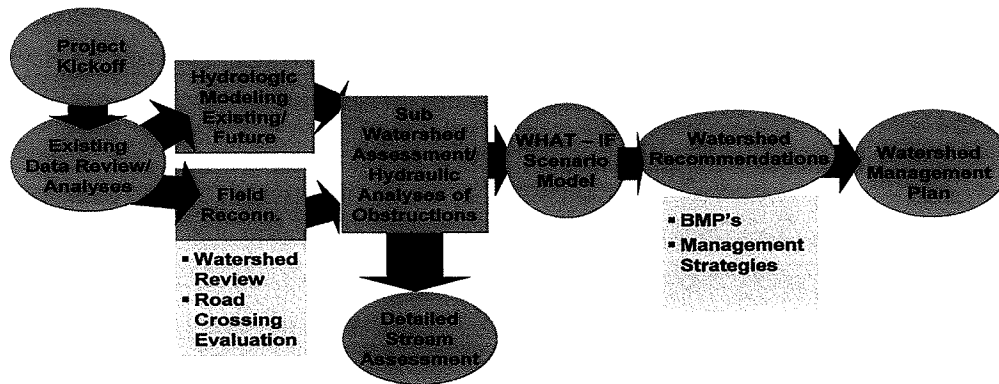 Project
Kickoff
Existing
Data Review/
Analyses
Hydrologic
Modeling
Existing/
Future
Field
Reconn.
▪ Watershed
Review
▪ Road
Crossing
Evaluation
Sub
Watershed
Assessment/
Hydraulic
Analyses of
Obstructions
Detailed
Stream
Assessment
WHAT – IF
Scenario
Model
Watershed
Recommendations
▪ BMP's
▪ Management
Strategies
Watershed
Management
Plan